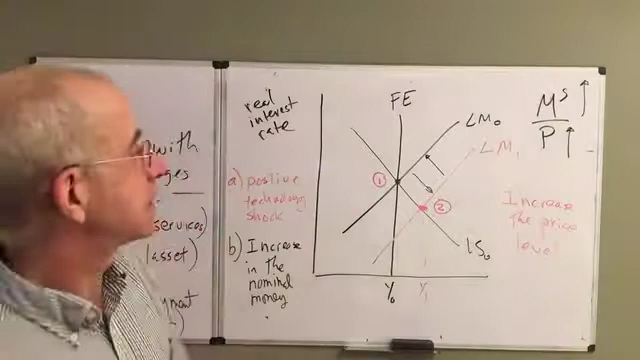 with
ages
services)
(asset)
real
interest
rate
a) positive
technology
shock
b) Increase
in the
nominal
money
FE
LM₀
LM₁
①
②
IS₀
Y₀
Y₁
Mˢ ↑
P ↑
Increase
the price
level